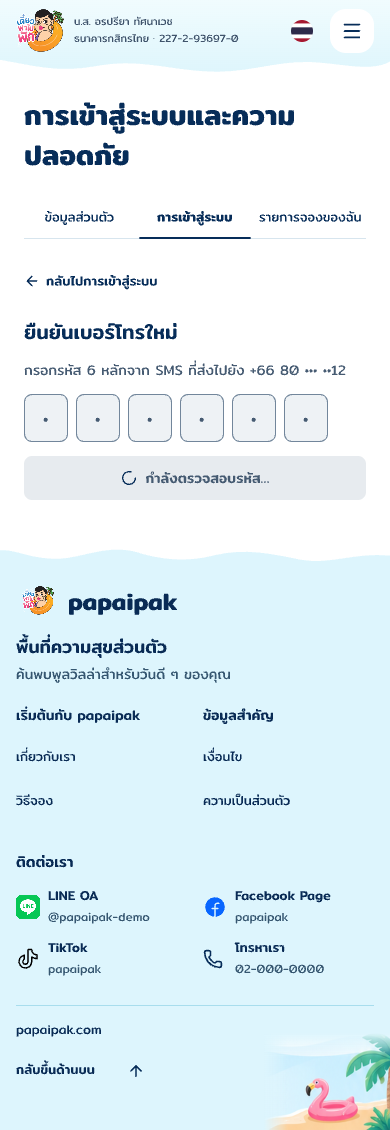 น.ส. อรปรียา ทัศนาเวช
ธนาคารกสิกรไทย · 227-2-93697-0
การเข้าสู่ระบบและความ
ปลอดภัย
ข้อมูลส่วนตัว
การเข้าสู่ระบบ
รายการจองของฉัน
กลับไปการเข้าสู่ระบบ
ยืนยันเบอร์โทรใหม่
กรอกรหัส 6 หลักจาก SMS ที่ส่งไปยัง +66 80 ••• ••12
• • • • • •
กำลังตรวจสอบรหัส...
papaipak
พื้นที่ความสุขส่วนตัว
ค้นพบพูลวิลล่าสำหรับวันดี ๆ ของคุณ
เริ่มต้นกับ papaipak
ข้อมูลสำคัญ
เกี่ยวกับเรา
เงื่อนไข
วิธีจอง
ความเป็นส่วนตัว
ติดต่อเรา
LINE OA
@papaipak-demo
Facebook Page
papaipak
TikTok
papaipak
โทรหาเรา
02-000-0000
papaipak.com
กลับขึ้นด้านบน